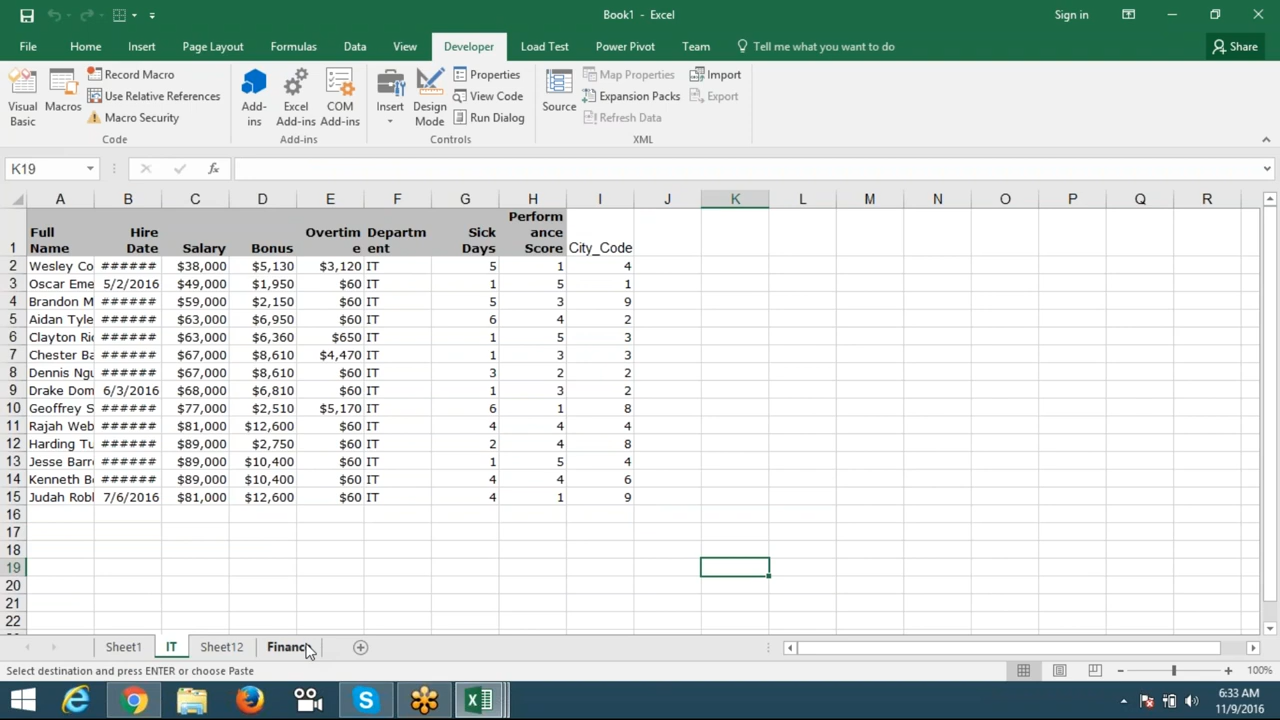 Book1 - Excel
Sign in
File Home Insert Page Layout Formulas Data View Developer Load Test Power Pivot Team Tell me what you want to do Share
Visual Basic
Macros
Record Macro
Use Relative References
Macro Security
Code
Add-ins
Excel Add-ins
COM Add-ins
Add-ins
Insert
Design Mode
Properties
View Code
Run Dialog
Controls
Source
Map Properties
Expansion Packs
Refresh Data
Import
Export
XML
K19 fx
A B C D E F G H I J K L M N O P Q R
1 Full Name Hire Date Salary Bonus Overtime Department Sick Days Performance Score City_Code
2 Wesley Co ###### $38,000 $5,130 $3,120 IT 5 1 4
3 Oscar Eme 5/2/2016 $49,000 $1,950 $60 IT 1 5 1
4 Brandon M ###### $59,000 $2,150 $60 IT 5 3 9
5 Aidan Tyle ###### $63,000 $6,950 $60 IT 6 4 2
6 Clayton Ri ###### $63,000 $6,360 $650 IT 1 5 3
7 Chester Ba ###### $67,000 $8,610 $4,470 IT 1 3 3
8 Dennis Ngu ###### $67,000 $8,610 $60 IT 3 2 2
9 Drake Dom 6/3/2016 $68,000 $6,810 $60 IT 1 3 2
10 Geoffrey S ###### $77,000 $2,510 $5,170 IT 6 1 8
11 Rajah Web ###### $81,000 $12,600 $60 IT 4 4 4
12 Harding Tu ###### $89,000 $2,750 $60 IT 2 4 8
13 Jesse Barr ###### $89,000 $10,400 $60 IT 1 5 4
14 Kenneth B ###### $89,000 $10,400 $60 IT 4 4 6
15 Judah Robl 7/6/2016 $81,000 $12,600 $60 IT 4 1 9
16
17
18
19
20
21
22
Sheet1 IT Sheet12 Financ
Select destination and press ENTER or choose Paste
100%
6:33 AM
11/9/2016